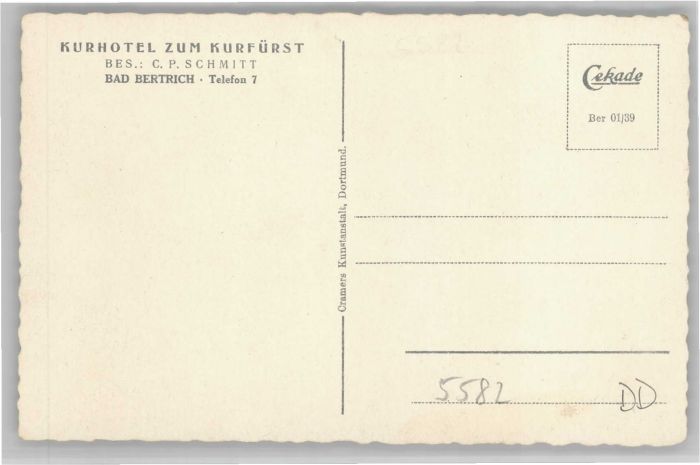 KURHOTEL ZUM KURFÜRST
BES.: C. P. SCHMITT
BAD BERTRICH · Telefon 7
Cekade
Ber 01/39
Cramers Kunstanstalt, Dortmund.
5582
DD